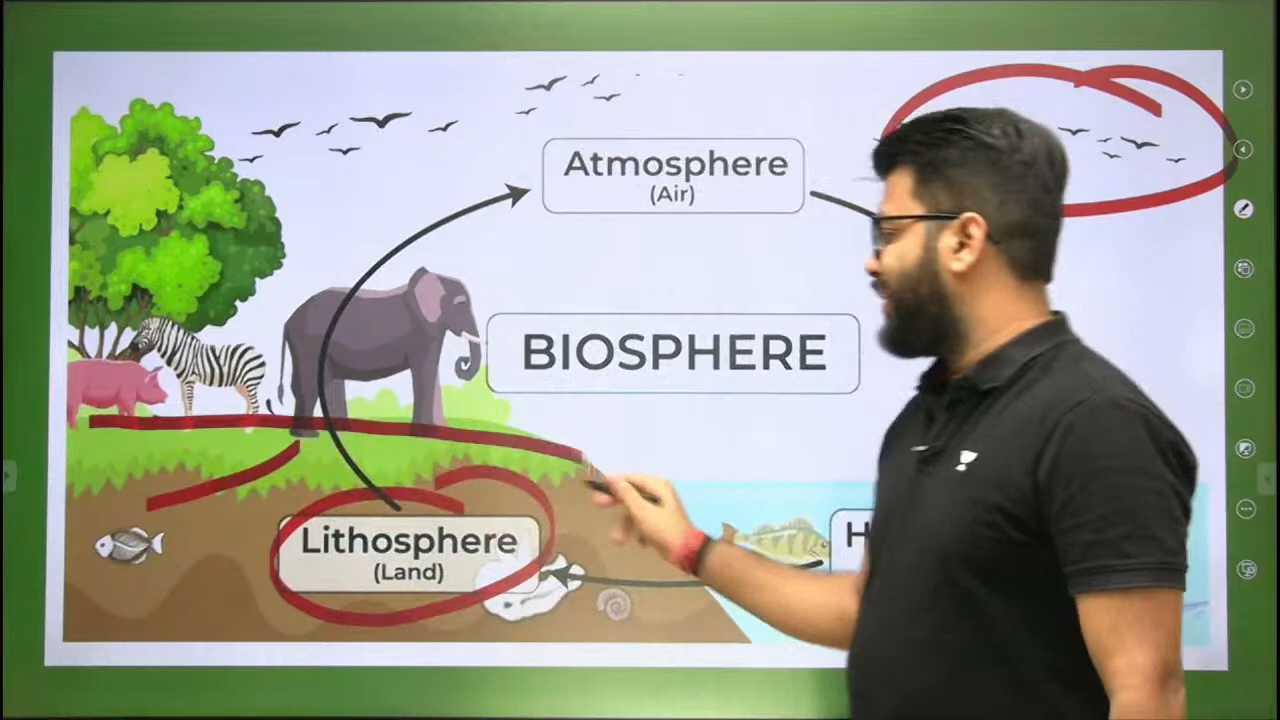 Atmosphere
(Air)
BIOSPHERE
Lithosphere
(Land)
H